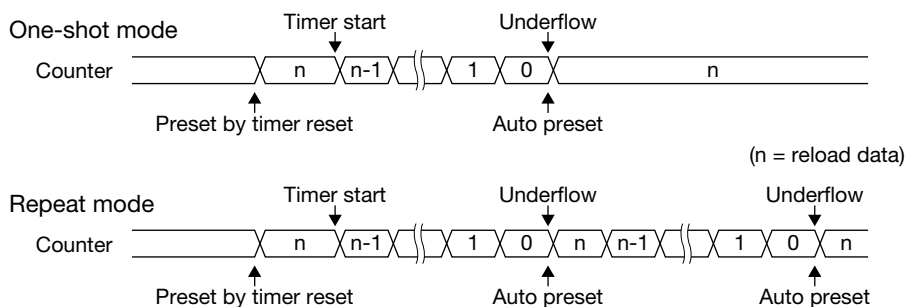 Timer start Underflow
One-shot mode
Counter n n-1 1 0 n
Preset by timer reset Auto preset
(n = reload data)
Timer start Underflow Underflow
Repeat mode
Counter n n-1 1 0 n n-1 1 0 n
Preset by timer reset Auto preset Auto preset